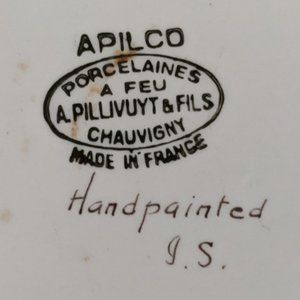 APILCO
PORCELAINES
A FEU
A. PILLIVUYT & FILS
CHAUVIGNY
MADE IN FRANCE
Handpainted
J. S.